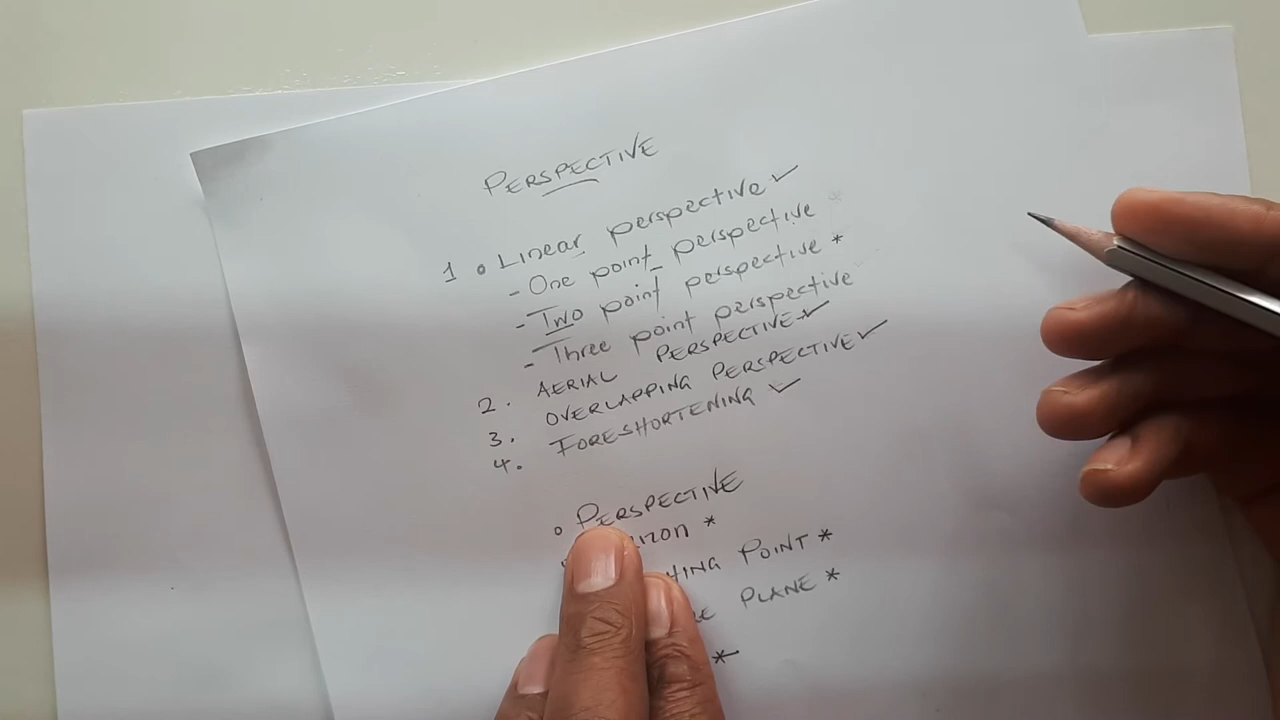 PERSPECTIVE
1 • Linear perspective ✓
- One point perspective
- Two point perspective *
- Three point perspective
2. AERIAL PERSPECTIVE ✓
3. OVERLAPPING PERSPECTIVE ✓
4. FORESHORTENING ✓
o PERSPECTIVE
*
POINT *
PLANE *
*